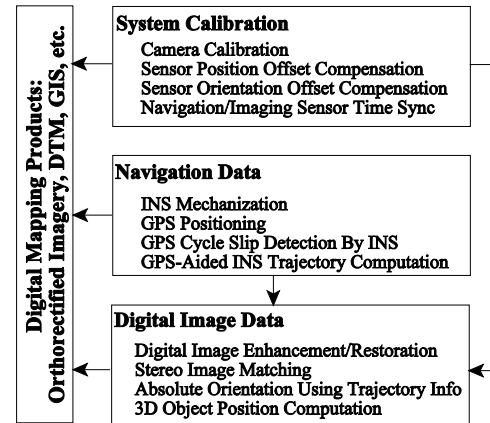 Digital Mapping Products:
Orthorectified Imagery, DTM, GIS, etc.
System Calibration
Camera Calibration
Sensor Position Offset Compensation
Sensor Orientation Offset Compensation
Navigation/Imaging Sensor Time Sync
Navigation Data
INS Mechanization
GPS Positioning
GPS Cycle Slip Detection By INS
GPS-Aided INS Trajectory Computation
Digital Image Data
Digital Image Enhancement/Restoration
Stereo Image Matching
Absolute Orientation Using Trajectory Info
3D Object Position Computation